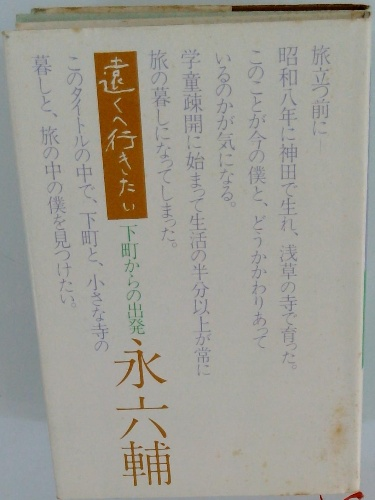 旅立つ前に―
昭和八年に神田で生れ、浅草の寺で育った。
このことが今の僕と、どうかかわりあって
いるのかが気になる。
学童疎開に始まって生活の半分以上が常に
旅の暮しになってしまった。
遠くへ行きたい
下町からの出発
永六輔
このタイトルの中で、下町と、小さな寺の
暮しと、旅の中の僕を見つけたい。